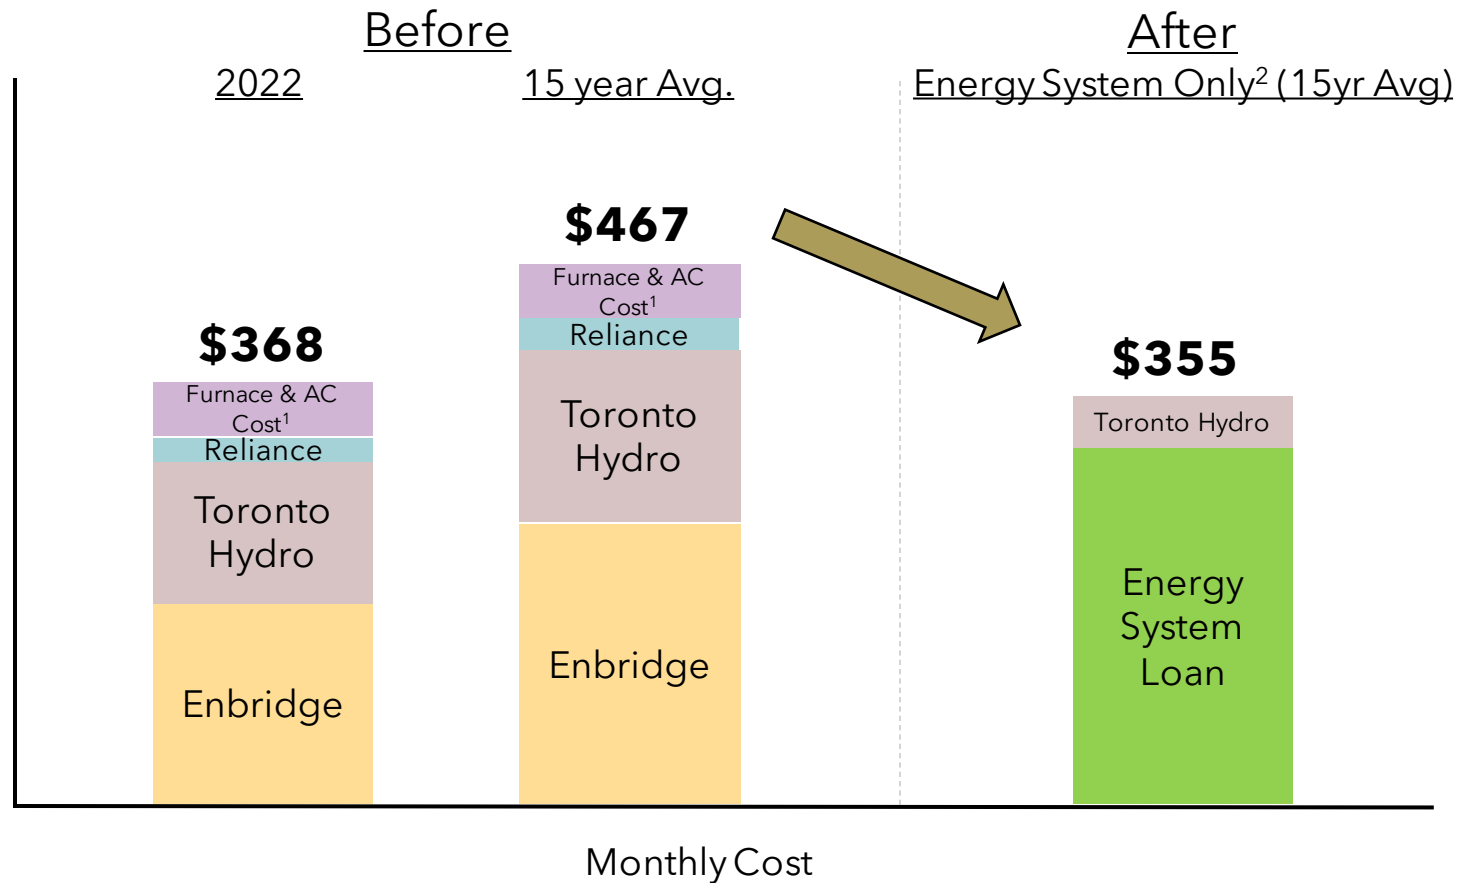 Before
After
2022
15 year Avg.
Energy System Only² (15yr Avg)
$368
Furnace & AC
Cost¹
Reliance
Toronto
Hydro
Enbridge
$467
Furnace & AC
Cost¹
Reliance
Toronto
Hydro
Enbridge
$355
Toronto Hydro
Energy
System
Loan
Monthly Cost